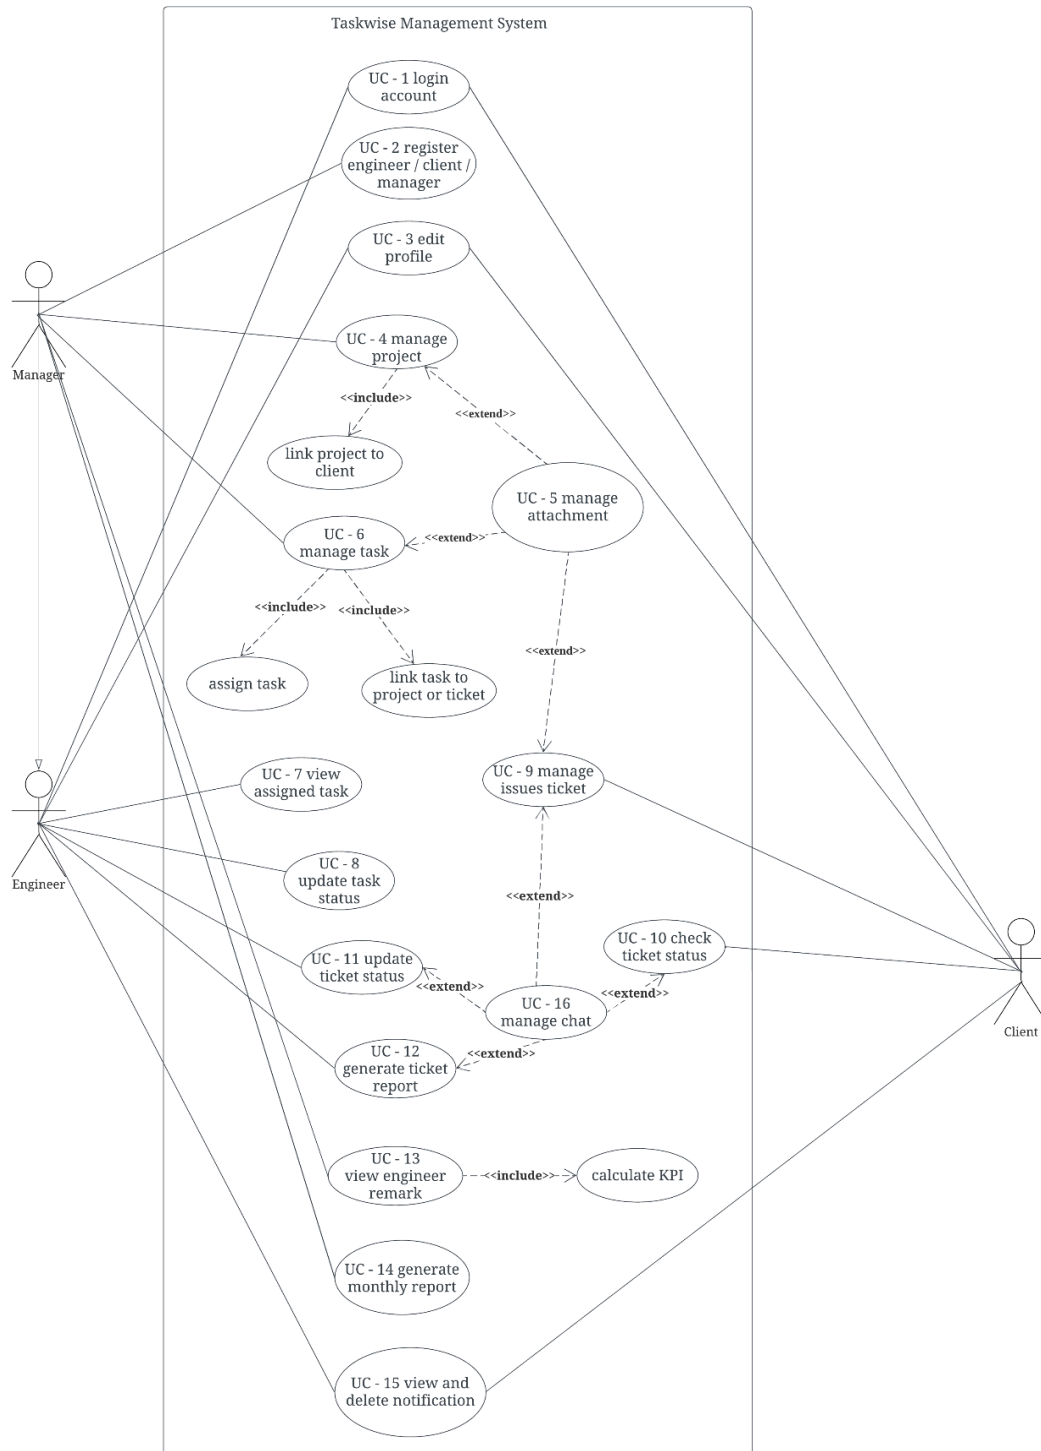 Taskwise Management System
UC - 1 login
account
UC - 2 register
engineer / client /
manager
UC - 3 edit
profile
Manager
UC - 4 manage
project
<<include>>
<<extend>>
link project to
client
UC - 5 manage
attachment
UC - 6
manage task
<<extend>>
<<include>>
<<include>>
<<extend>>
assign task
link task to
project or ticket
UC - 7 view
assigned task
UC - 9 manage
issues ticket
Engineer
UC - 8
update task
status
<<extend>>
UC - 10 check
ticket status
UC - 11 update
ticket status
<<extend>>
<<extend>>
UC - 16
manage chat
Client
<<extend>>
UC - 12
generate ticket
report
UC - 13
view engineer
remark
<<include>>
calculate KPI
UC - 14 generate
monthly report
UC - 15 view and
delete notification